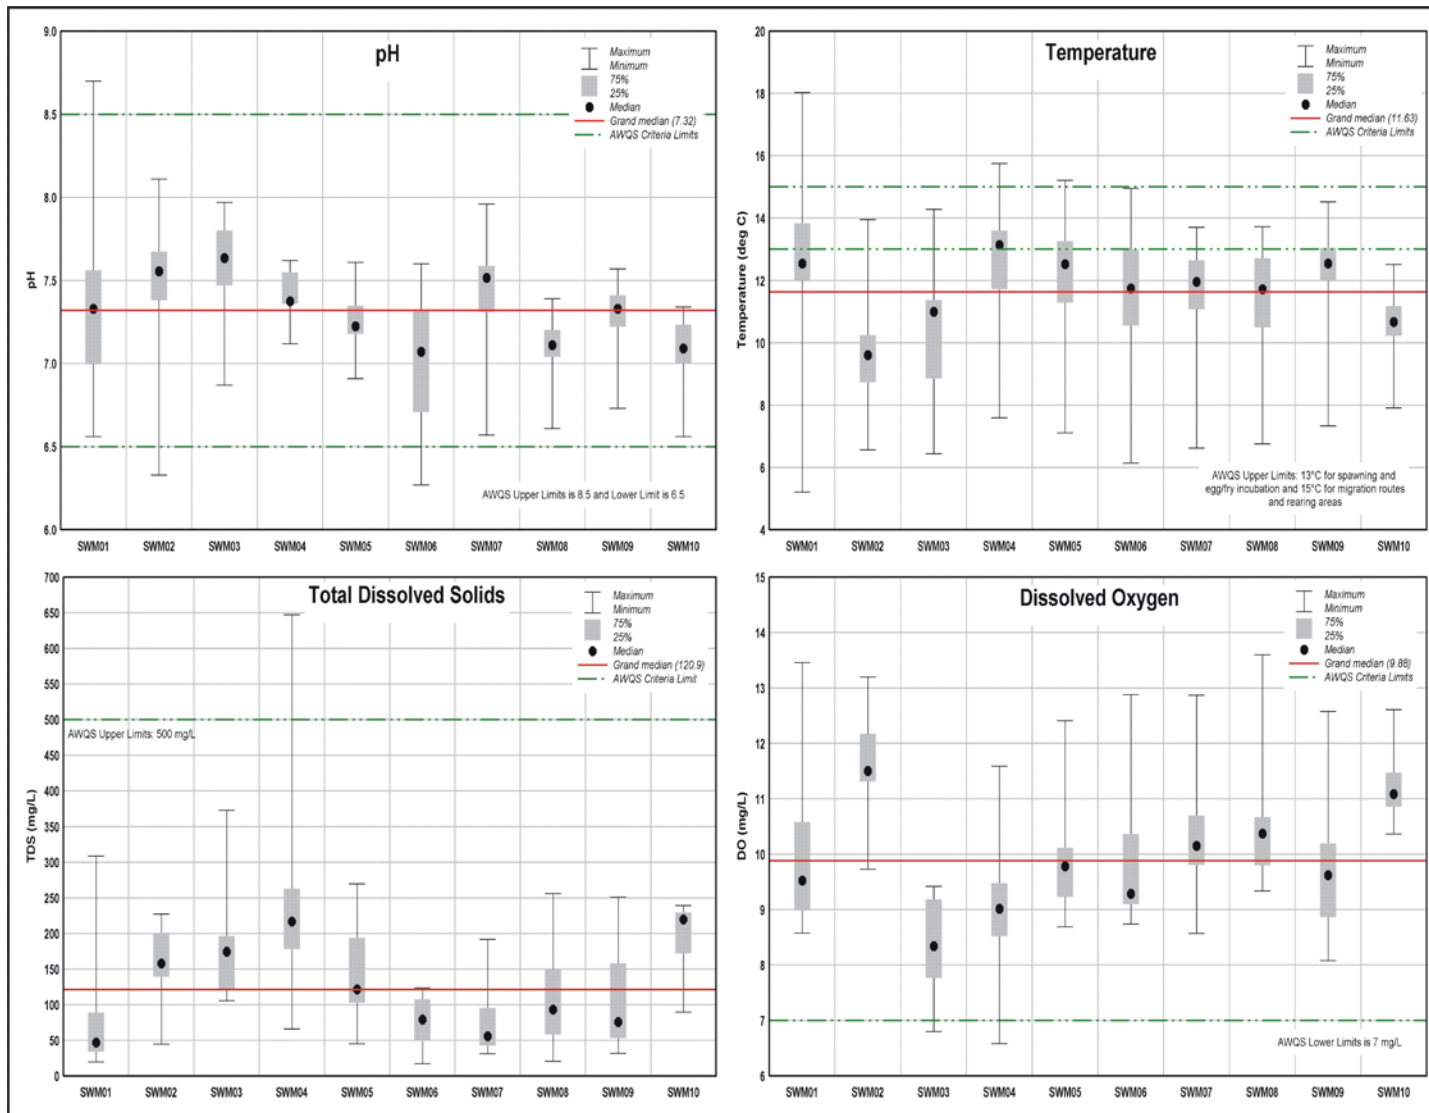 pH
Maximum
Minimum
75%
25%
Median
Grand median (7.32)
AWQS Criteria Limits
9.0
8.5
8.0
7.5
7.0
6.5
6.0
pH
AWQS Upper Limits is 8.5 and Lower Limit is 6.5
SWM01 SWM02 SWM03 SWM04 SWM05 SWM06 SWM07 SWM08 SWM09 SWM10
Temperature
Maximum
Minimum
75%
25%
Median
Grand median (11.63)
AWQS Criteria Limits
20
18
16
14
12
10
8
6
4
Temperature (deg C)
AWQS Upper Limits: 13°C for spawning and
egg/fry incubation and 15°C for migration routes
and rearing areas
SWM01 SWM02 SWM03 SWM04 SWM05 SWM06 SWM07 SWM08 SWM09 SWM10
Total Dissolved Solids
Maximum
Minimum
75%
25%
Median
Grand median (120.9)
AWQS Criteria Limit
700
650
600
550
500
450
400
350
300
250
200
150
100
50
0
TDS (mg/L)
AWQS Upper Limits: 500 mg/L
SWM01 SWM02 SWM03 SWM04 SWM05 SWM06 SWM07 SWM08 SWM09 SWM10
Dissolved Oxygen
Maximum
Minimum
75%
25%
Median
Grand median (9.88)
AWQS Criteria Limits
15
14
13
12
11
10
9
8
7
6
DO (mg/L)
AWQS Lower Limits is 7 mg/L
SWM01 SWM02 SWM03 SWM04 SWM05 SWM06 SWM07 SWM08 SWM09 SWM10